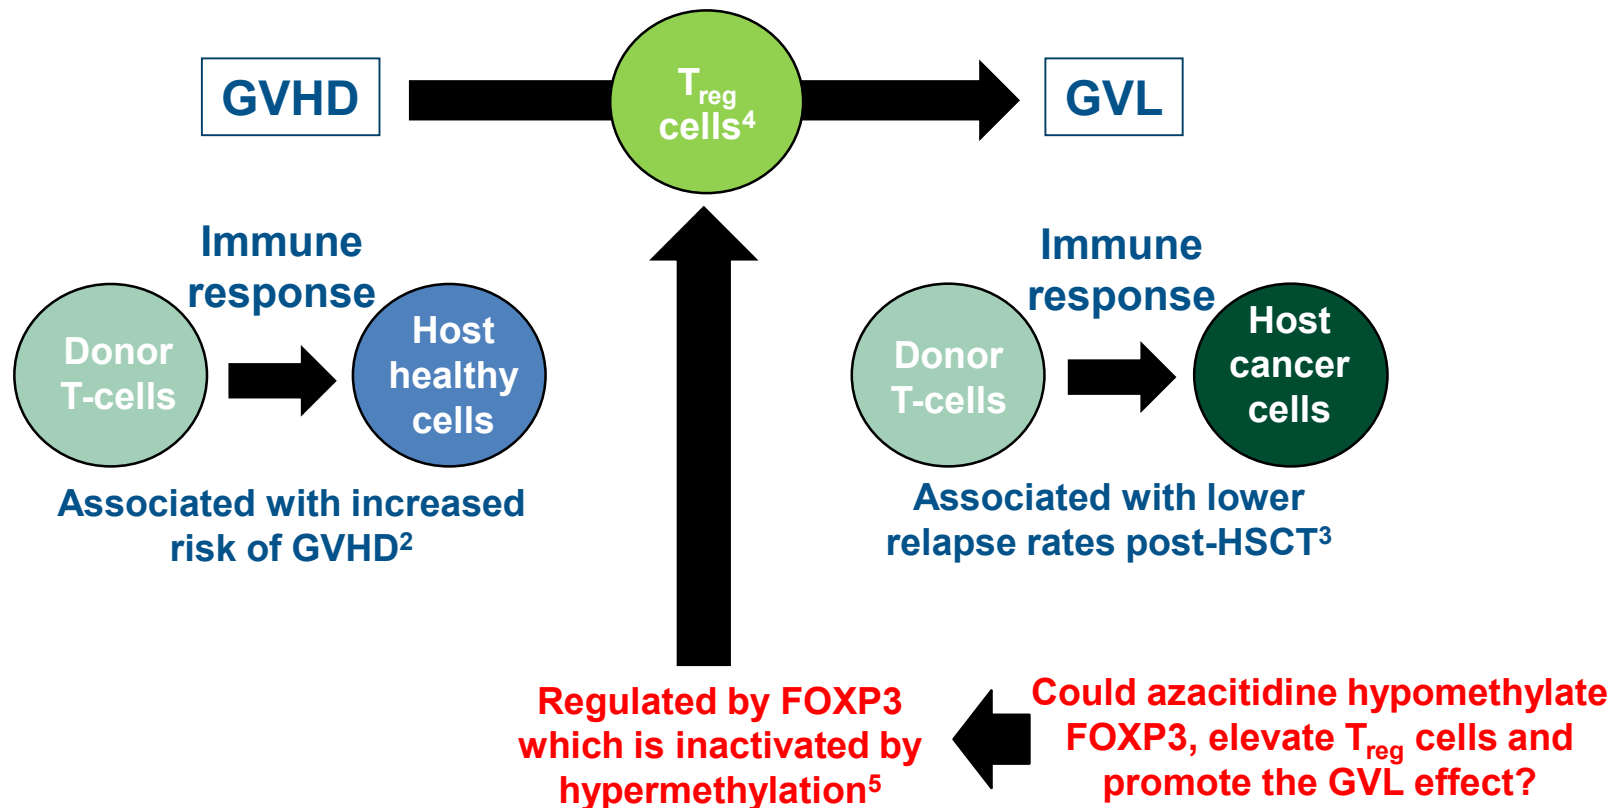 GVHD
T_reg
cells⁴
GVL
Immune
response
Donor
T-cells
Host
healthy
cells
Associated with increased
risk of GVHD²
Immune
response
Donor
T-cells
Host
cancer
cells
Associated with lower
relapse rates post-HSCT³
Regulated by FOXP3
which is inactivated by
hypermethylation⁵
Could azacitidine hypomethylate
FOXP3, elevate T_reg cells and
promote the GVL effect?